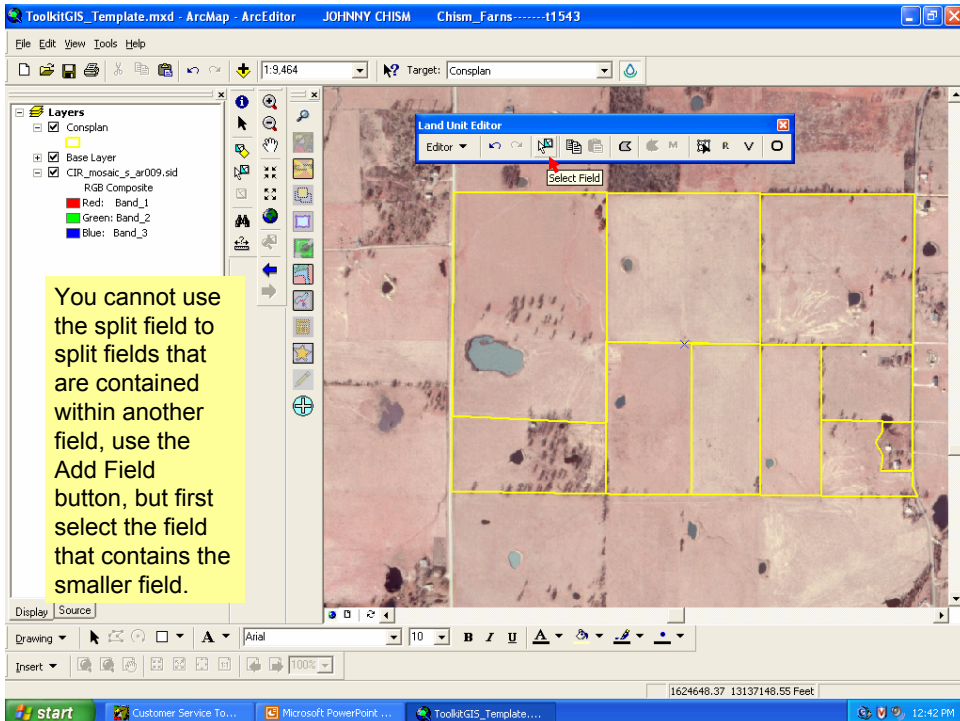 ToolkitGIS_Template.mxd - ArcMap - ArcEditor JOHNNY CHISM Chism_Farns-------t1543
File Edit View Tools Help
1:9,464 Target: Consplan
Layers
Consplan
Base Layer
CIR_mosaic_s_ar009.sid
RGB Composite
Red: Band_1
Green: Band_2
Blue: Band_3
Land Unit Editor
Editor M R V
Select Field
You cannot use
the split field to
split fields that
are contained
within another
field, use the
Add Field
button, but first
select the field
that contains the
smaller field.
Display Source
Drawing A Arial 10 B I U A
Insert 100%
1624648.37 13137148.55 Feet
start Customer Service To... Microsoft PowerPoint ... ToolkitGIS_Template.... 12:42 PM